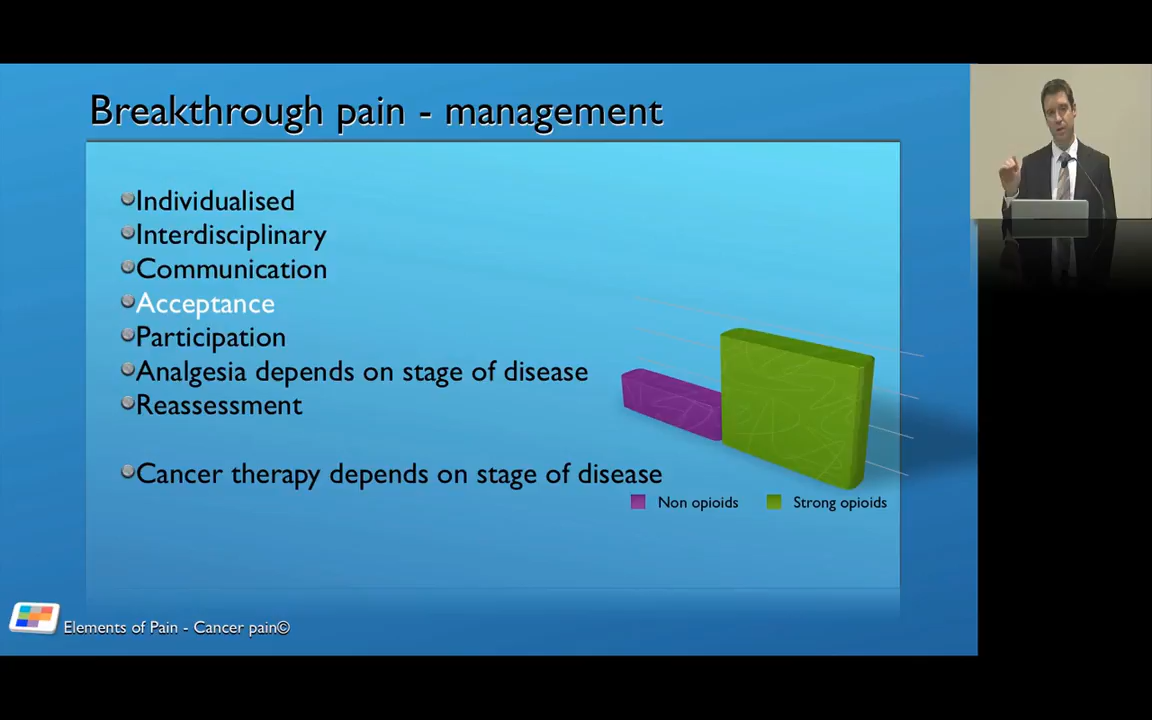 Breakthrough pain - management
Individualised
Interdisciplinary
Communication
Acceptance
Participation
Analgesia depends on stage of disease
Reassessment
Cancer therapy depends on stage of disease
Non opioids
Strong opioids
Elements of Pain - Cancer pain©